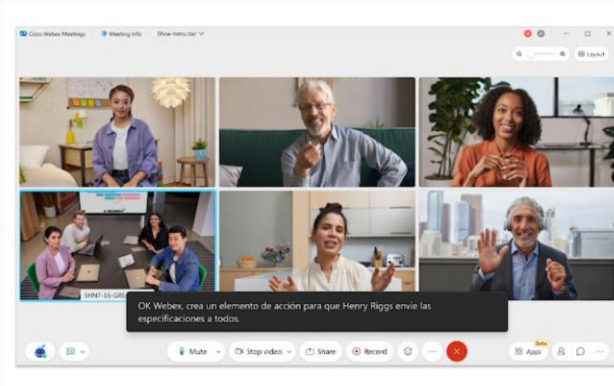 Cisco Webex Meetings
Meeting Info
Show menu bar
Layout
SHN7-16-GREA
OK Webex, crea un elemento de acción para que Henry Riggs envíe las
especificaciones a todos.
Mute
Stop video
Share
Record
Beta
Apps